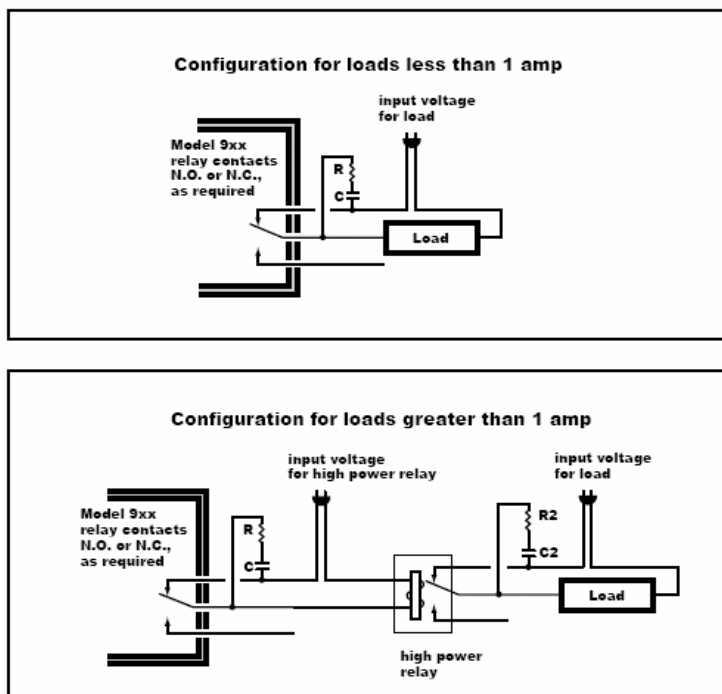 Configuration for loads less than 1 amp
input voltage
for load
Model 9xx
relay contacts
N.O. or N.C.,
as required
R
C
Load
Configuration for loads greater than 1 amp
input voltage
for high power relay
input voltage
for load
Model 9xx
relay contacts
N.O. or N.C.,
as required
R
C
R2
C2
Load
high power
relay